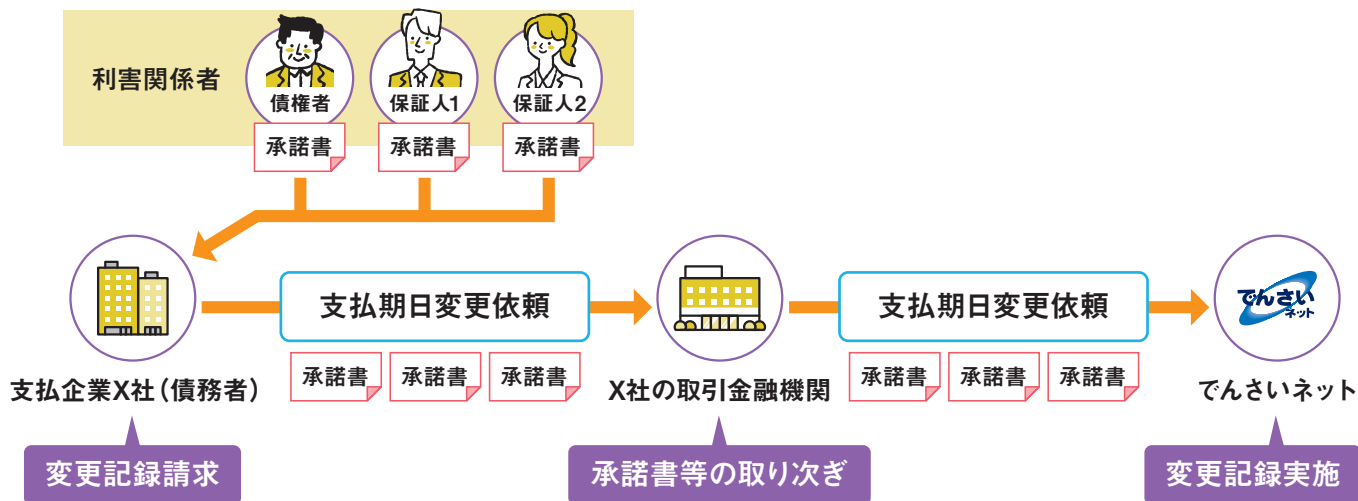 利害関係者
債権者
保証人1
保証人2
承諾書
承諾書
承諾書
支払期日変更依頼
支払期日変更依頼
でんさい
ネット
承諾書
承諾書
承諾書
承諾書
承諾書
承諾書
支払企業X社（債務者）
X社の取引金融機関
でんさいネット
変更記録請求
承諾書等の取り次ぎ
変更記録実施